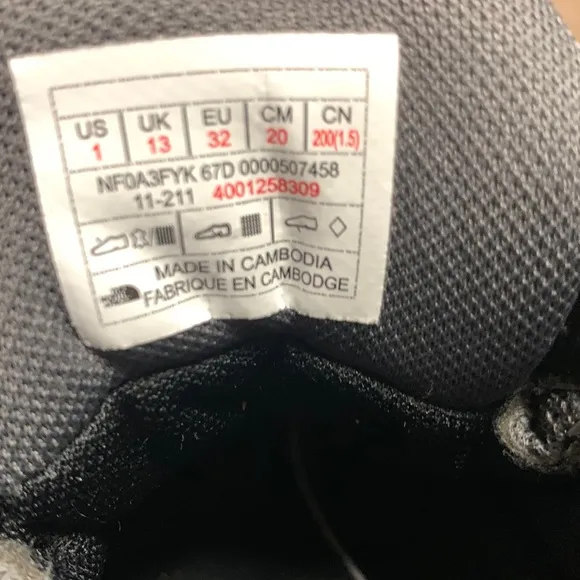 US UK EU CM CN
1 13 32 20 200(1.5)
NF0A3FYK 67D 0000507458
11-211 4001258309
MADE IN CAMBODIA
FABRIQUE EN CAMBODGE